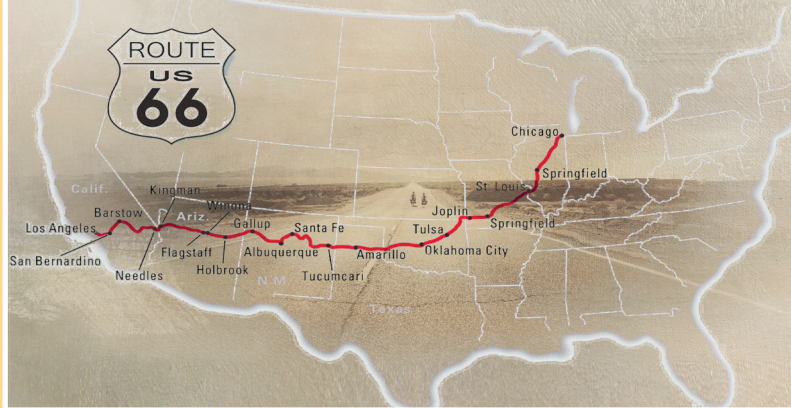 ROUTE
US
66
Chicago
Springfield
St Louis
Calif.
Kingman
Winona
Barstow
Ariz.
Joplin
Springfield
Los Angeles
Gallup
Santa Fe
Tulsa
Flagstaff
Albuquerque
Amarillo
Oklahoma City
San Bernardino
Needles
Holbrook
Tucumcari
N M
Texas